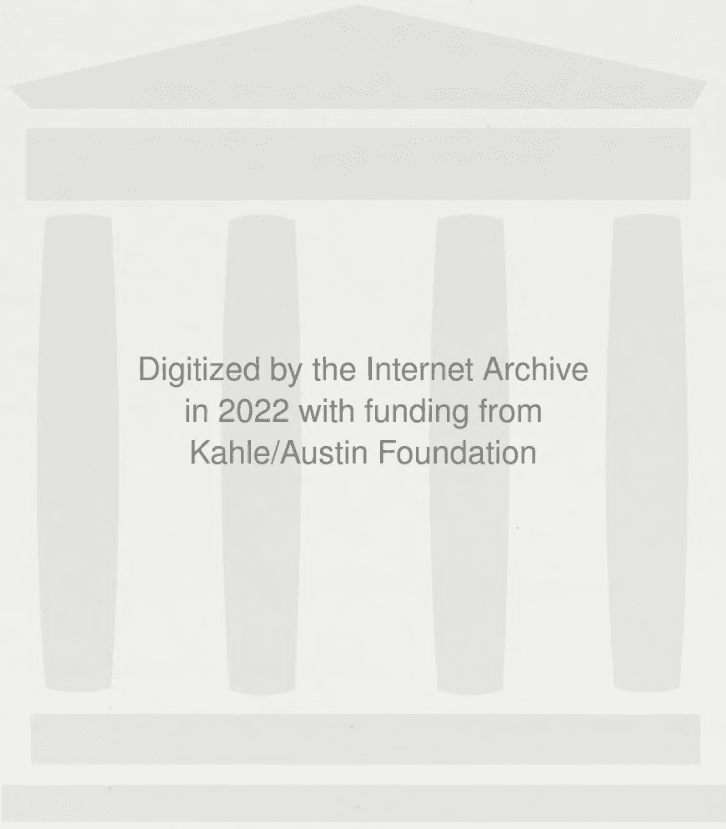 Digitized by the Internet Archive
in 2022 with funding from
Kahle/Austin Foundation